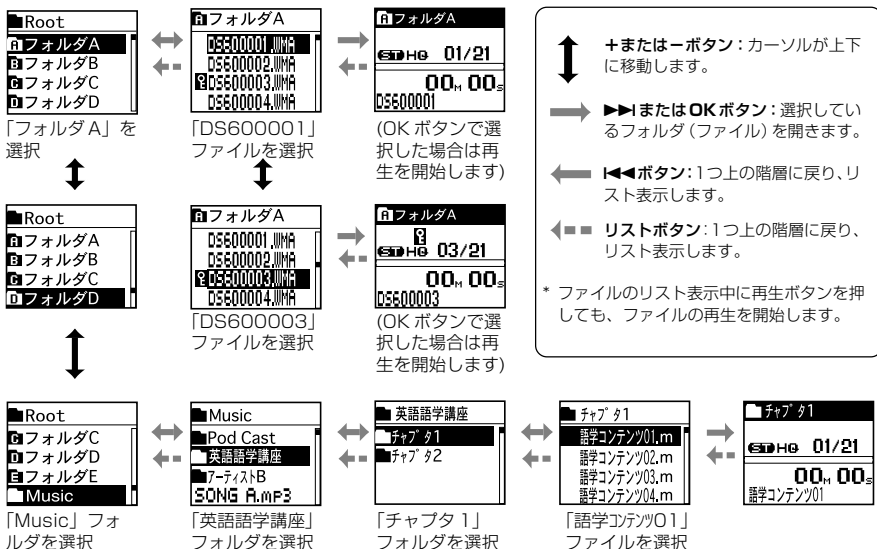 Root
フォルダA
フォルダB
フォルダC
フォルダD
「フォルダA」を
選択
フォルダA
DS600001.WMA
DS600002.WMA
DS600003.WMA
DS600004.WMA
「DS600001」
ファイルを選択
フォルダA
ST HQ 01/21
00M 00s
DS600001
(OK ボタンで選
択した場合は再
生を開始します)
+または−ボタン：カーソルが上下
に移動します。
▶▶IまたはOKボタン：選択してい
るフォルダ（ファイル）を開きます。
I◀◀ボタン：1つ上の階層に戻り、リ
スト表示します。
リストボタン：1つ上の階層に戻り、
リスト表示します。
* ファイルのリスト表示中に再生ボタンを押
しても、ファイルの再生を開始します。
Root
フォルダA
フォルダB
フォルダC
フォルダD
フォルダA
DS600001.WMA
DS600002.WMA
DS600003.WMA
DS600004.WMA
「DS600003」
ファイルを選択
フォルダA
ST HQ 03/21
00M 00s
DS600003
(OK ボタンで選
択した場合は再
生を開始します)
Root
フォルダC
フォルダD
フォルダE
Music
「Music」フォ
ルダを選択
Music
Pod Cast
英語語学講座
アーティストB
SONG A.mp3
「英語語学講座」
フォルダを選択
英語語学講座
チャプタ1
チャプタ2
「チャプタ 1」
フォルダを選択
チャプタ1
語学コンテンツ01.m
語学コンテンツ02.m
語学コンテンツ03.m
語学コンテンツ04.m
「語学コンテンツ01」
ファイルを選択
チャプタ1
ST HQ 01/21
00M 00s
語学コンテンツ01